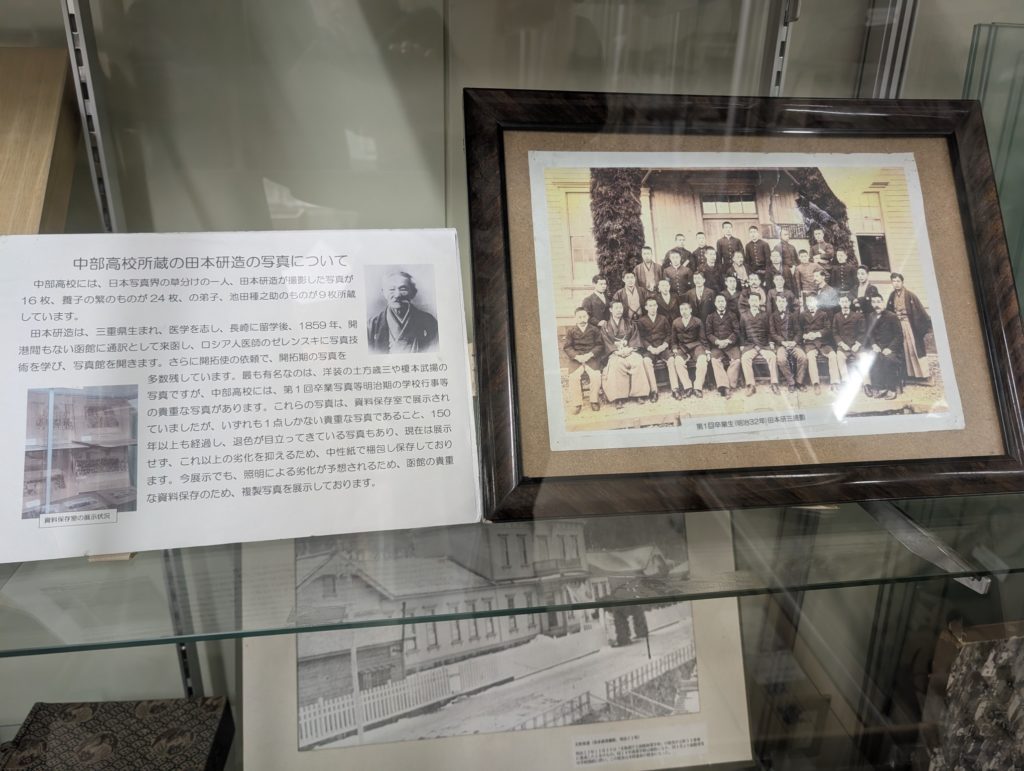 中部高校所蔵の田本研造の写真について
中部高校には、日本写真界の草分けの一人、田本研造が撮影した写真が
16枚、養子の繁のものが24枚、の弟子、池田種之助のものが9枚所蔵
しています。
田本研造は、三重県生まれ、医学を志し、長崎に留学後、1859年、開
港間もない函館に通訳として来函し、ロシア人医師のゼレンスキに写真技
術を学び、写真館を開きます。さらに開拓使の依頼で、開拓期の写真を
多数残しています。最も有名なのは、洋装の土方歳三や榎本武揚の
写真ですが、中部高校には、第1回卒業写真等明治期の学校行事等
の貴重な写真があります。これらの写真は、資料保存室で展示され
ていましたが、いずれも1点しかない貴重な写真であること、150
年以上も経過し、退色が目立ってきている写真もあり、現在は展示
せず、これ以上の劣化を抑えるため、中性紙で梱包し保存しており
ます。今展示でも、照明による劣化が予想されるため、函館の貴重
な資料保存のため、複製写真を展示しております。
資料保存室の展示状況
第1回卒業生(明治32年)田本研三撮影